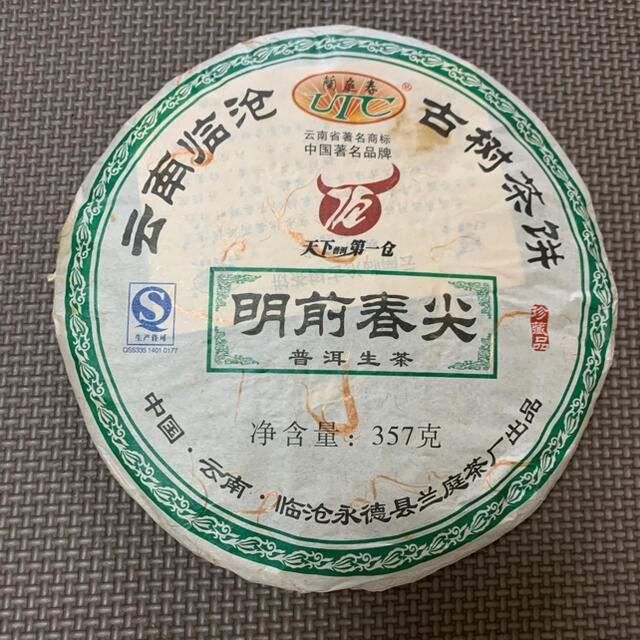 云南临沧 古树茶饼
蘭庭春
UTC®
云南省著名商标
中国著名品牌
天下普洱第一仓
明前春尖
普洱生茶
珍藏品
QS
生产许可
QS5335 1401 0177
净含量：357克
中国·云南·临沧永德县兰庭茶厂出品